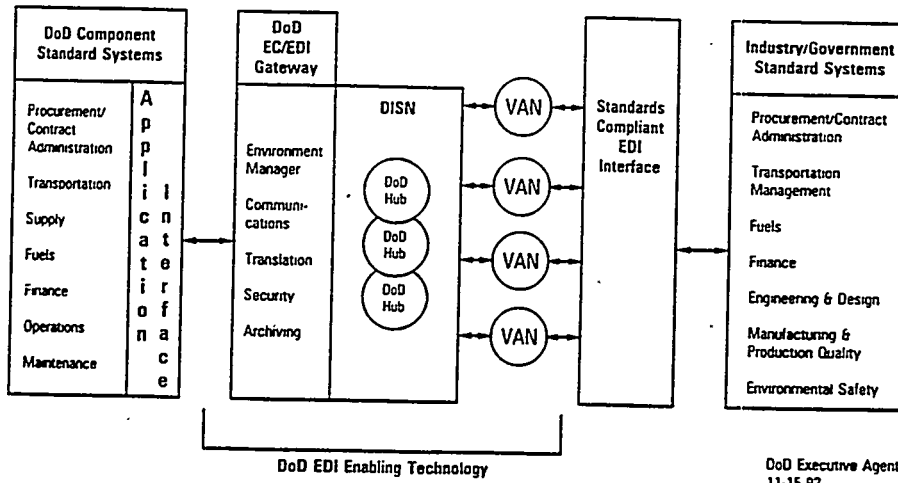 DoD Component
Standard Systems
Procurement/
Contract
Administration
Transportation
Supply
Fuels
Finance
Operations
Maintenance
Application
Interface
DoD
EC/EDI
Gateway
Environment
Manager
Communi-
cations
Translation
Security
Archiving
DISN
DoD
Hub
DoD
Hub
DoD
Hub
VAN
VAN
VAN
VAN
Standards
Compliant
EDI
Interface
Industry/Government
Standard Systems
Procurement/Contract
Administration
Transportation
Management
Fuels
Finance
Engineering & Design
Manufacturing &
Production Quality
Environmental Safety
DoD EDI Enabling Technology
DoD Executive Agent